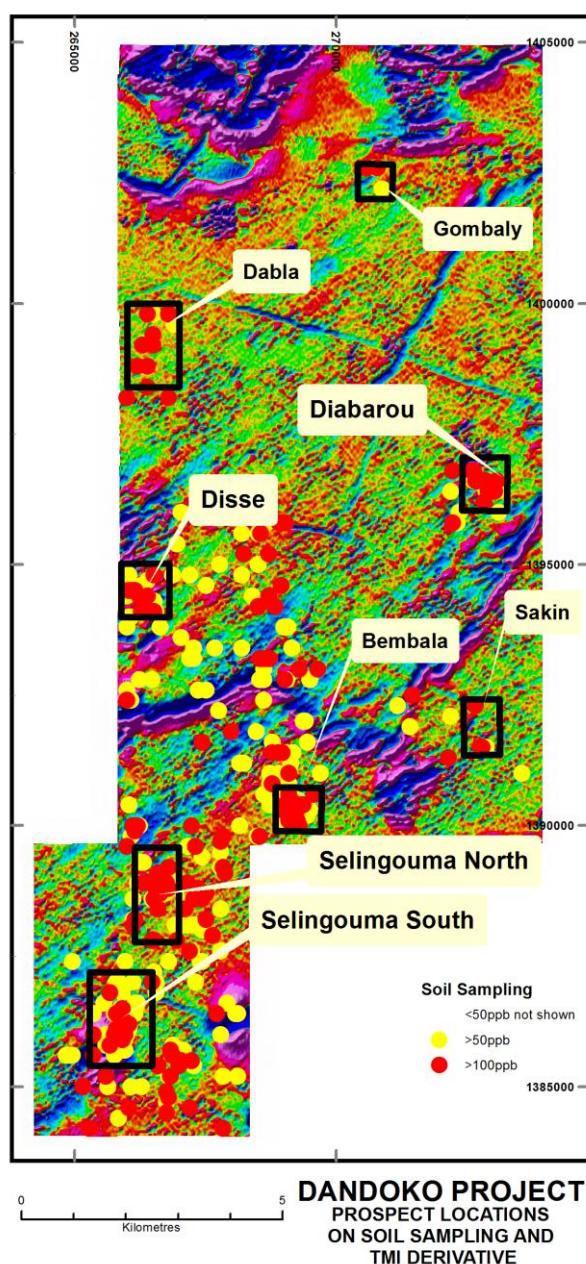 265000
270000
1405000
Gombaly
Dabla
1400000
Diabarou
Disse
1395000
Sakin
Bembala
1390000
Selingouma North
Selingouma South
Soil Sampling
<50ppb not shown
>50ppb
>100ppb
1385000
0 5
Kilometres
DANDOKO PROJECT
PROSPECT LOCATIONS
ON SOIL SAMPLING AND
TMI DERIVATIVE